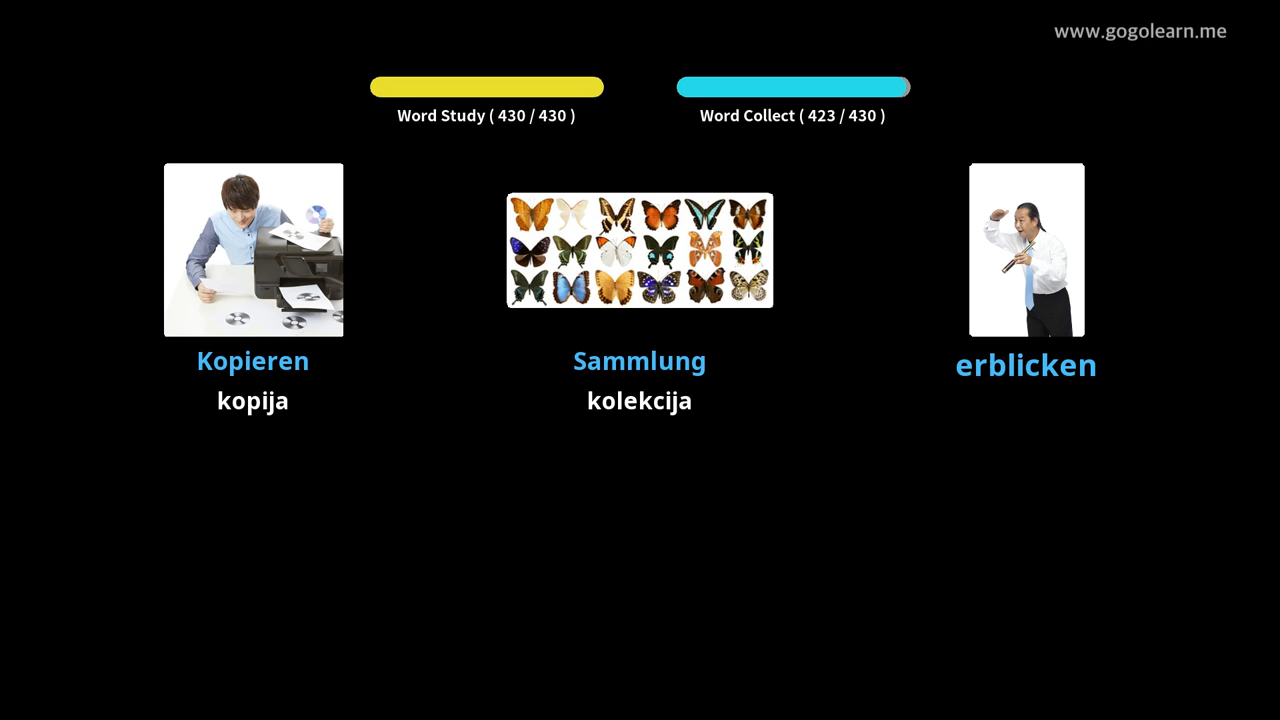 www.gogolearn.me
Word Study ( 430 / 430 )
Word Collect ( 423 / 430 )
Kopieren
kopija
Sammlung
kolekcija
erblicken